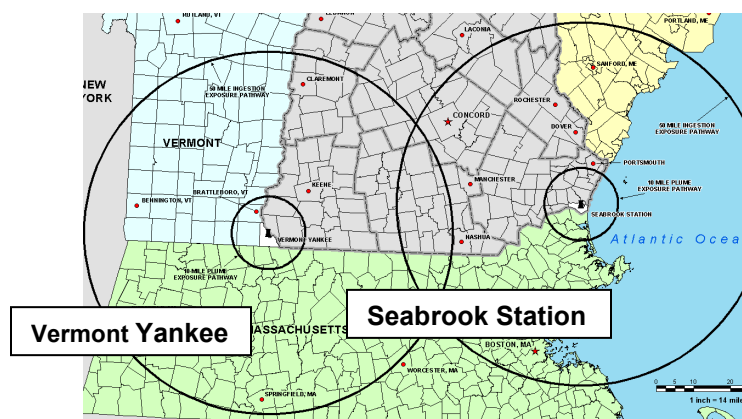 RUTLAND, VT
LEBANON
LACONIA
PORTLAND, ME
SANFORD, ME
NEW
YORK
50 MILE INGESTION
EXPOSURE PATHWAY
CLAREMONT
ROCHESTER
CONCORD
DOVER
50 MILE INGESTION
EXPOSURE PATHWAY
VERMONT
PORTSMOUTH
KEENE
MANCHESTER
10 MILE PLUME
EXPOSURE PATHWAY
BRATTLEBORO, VT
BENNINGTON, VT
SEABROOK STATION
VERMONT YANKEE
NASHUA
Atlantic Ocea
10 MILE PLUME
EXPOSURE PATHWAY
Vermont Yankee
MASSACHUSETTS
Seabrook Station
BOSTON, MA
WORCESTER, MA
SPRINGFIELD, MA
0 10 20
1 inch = 14 mile